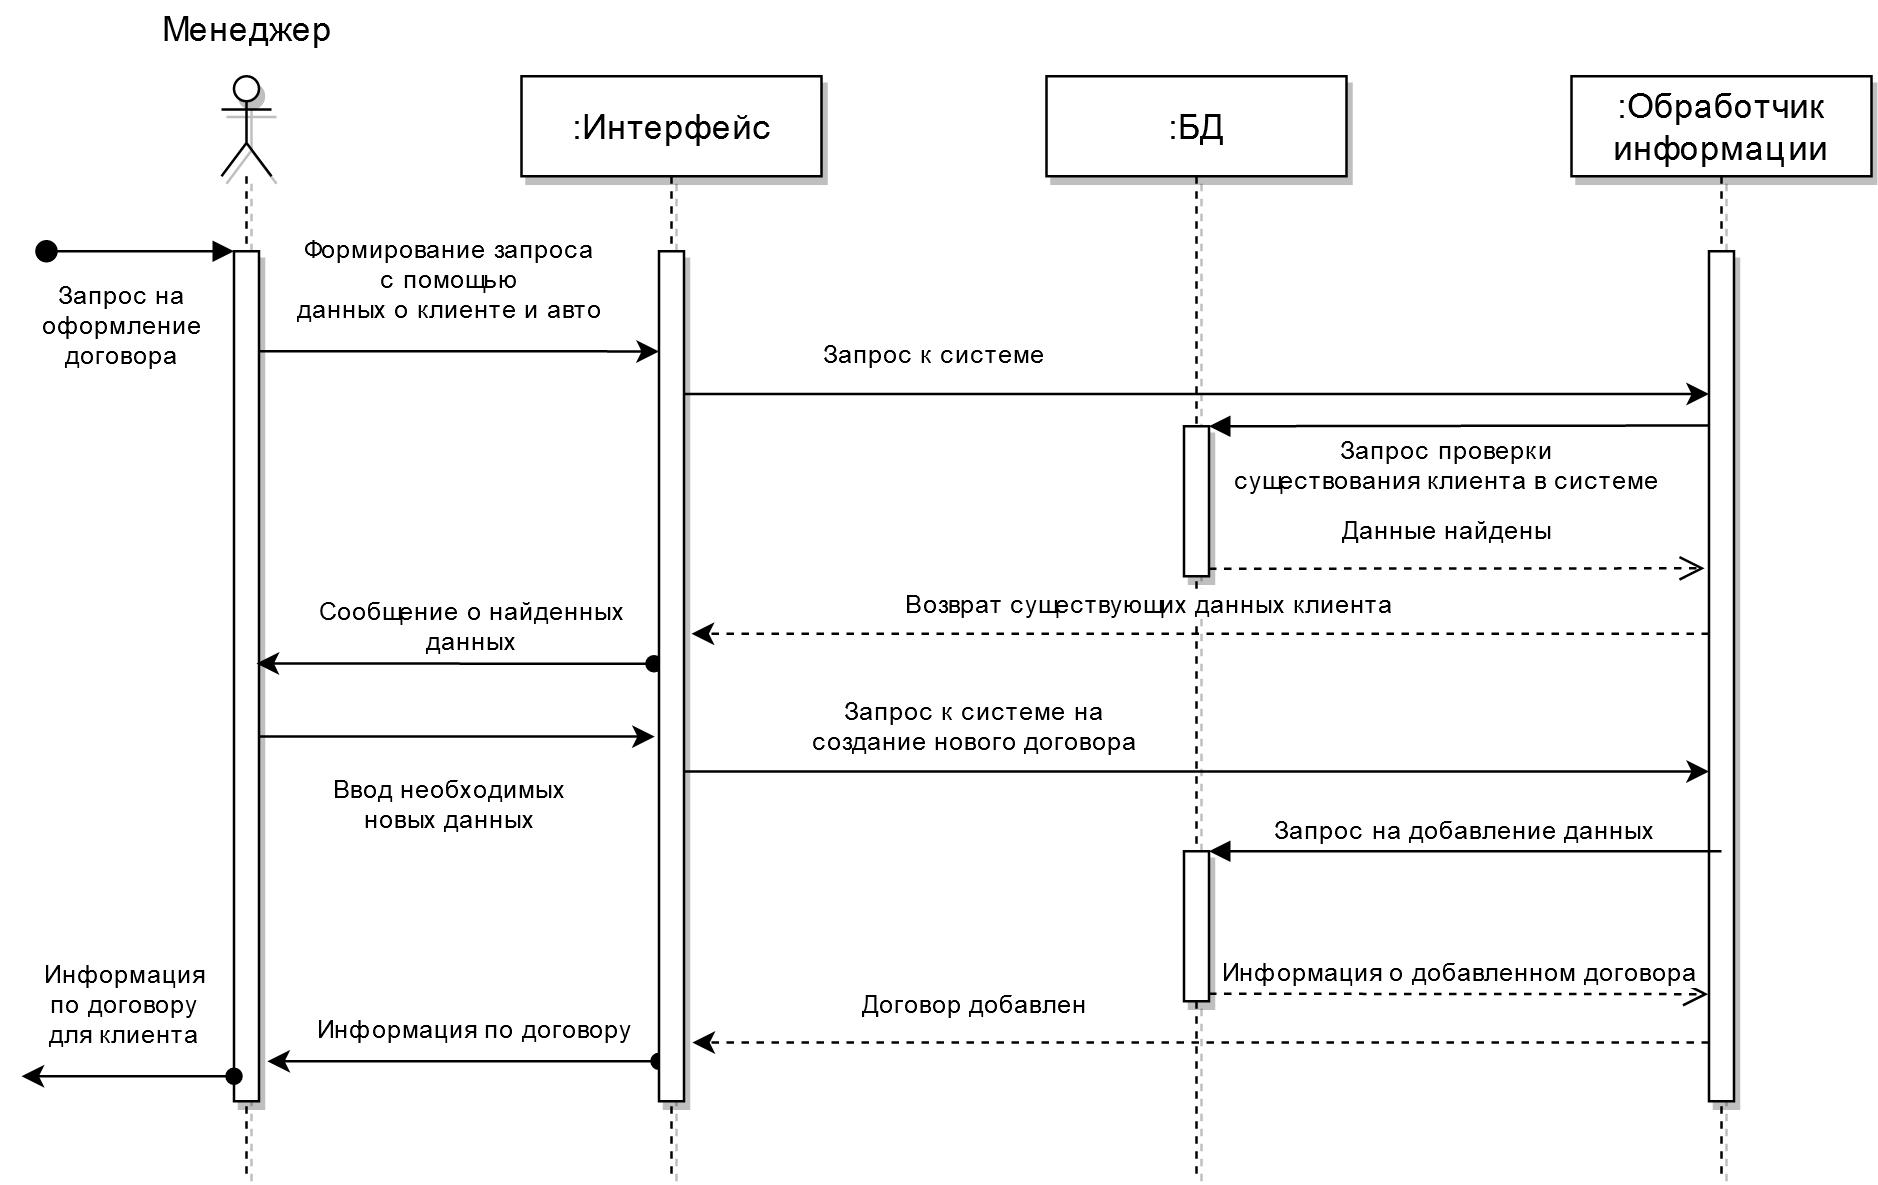 Менеджер
:Интерфейс
:БД
:Обработчик
информации
Запрос на
оформление
договора
Формирование запроса
с помощью
данных о клиенте и авто
Запрос к системе
Запрос проверки
существования клиента в системе
Данные найдены
Возврат существующих данных клиента
Сообщение о найденных
данных
Ввод необходимых
новых данных
Запрос к системе на
создание нового договора
Запрос на добавление данных
Информация о добавленном договора
Договор добавлен
Информация по договору
Информация
по договору
для клиента